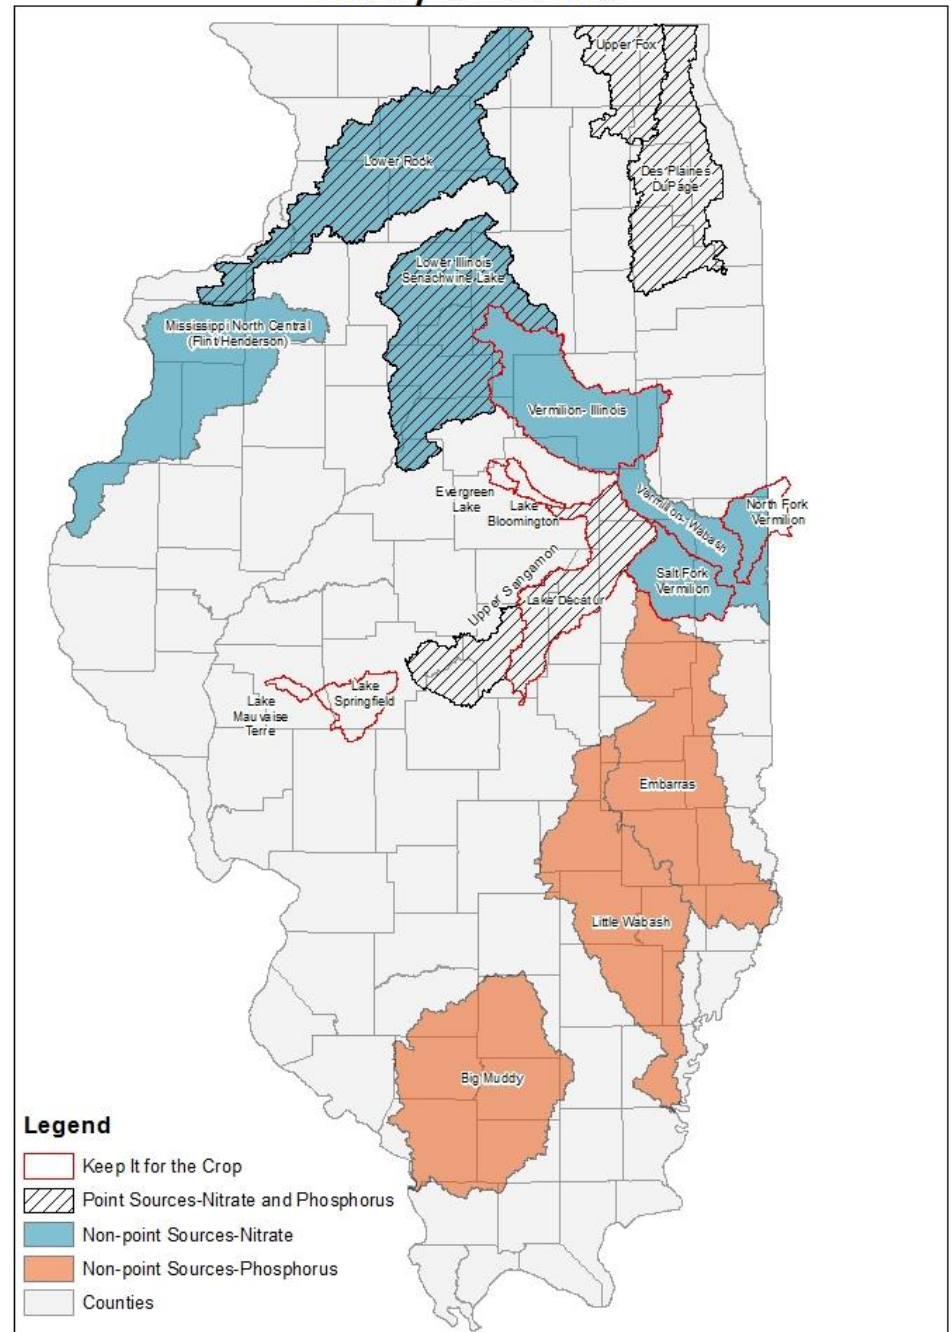 Upper Fox
Lower Rock
Des Plaines
DuPage
Lower Illinois
Senachwine Lake
Mississippi North Central
(Flint/Henderson)
Vermilion- Illinois
Evergreen
Lake
Lake
Bloomington
Vermilion- Wabash
North Fork
Vermilion
Salt Fork
Vermilion
Upper Sangamon
Lake Decatur
Lake
Springfield
Lake
Mauvaise
Terre
Embarras
Little Wabash
Big Muddy
Legend
Keep It for the Crop
Point Sources-Nitrate and Phosphorus
Non-point Sources-Nitrate
Non-point Sources-Phosphorus
Counties